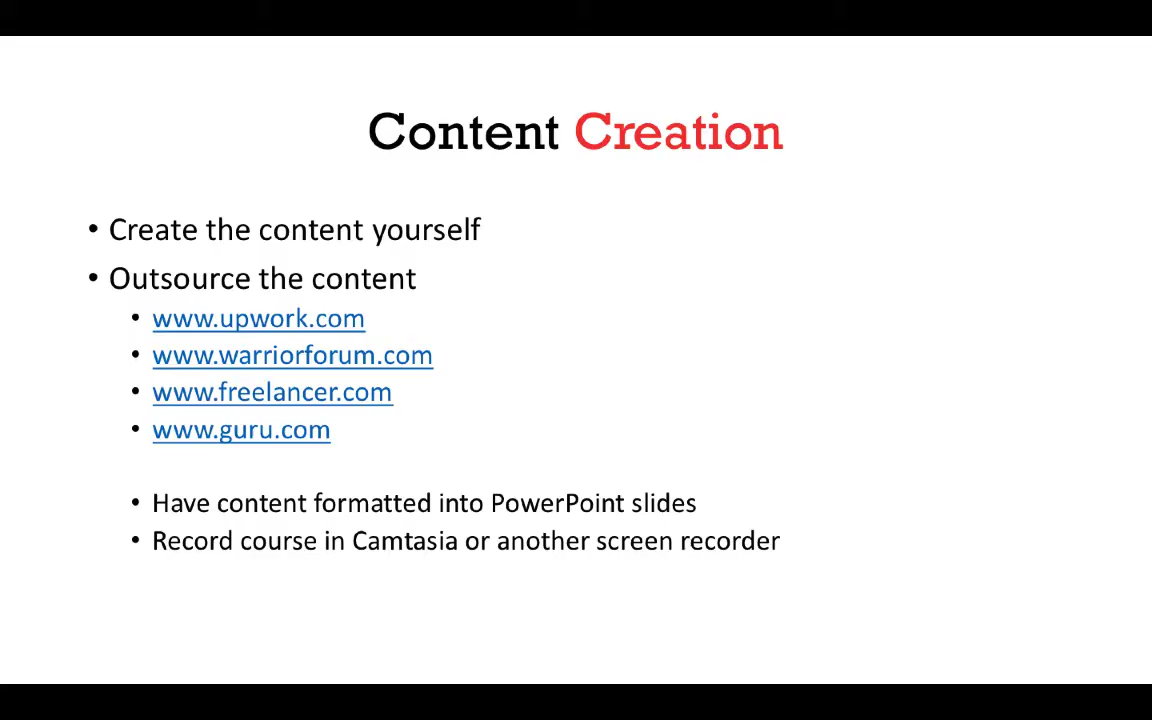 Content Creation
• Create the content yourself
• Outsource the content
• www.upwork.com
• www.warriorforum.com
• www.freelancer.com
• www.guru.com
• Have content formatted into PowerPoint slides
• Record course in Camtasia or another screen recorder